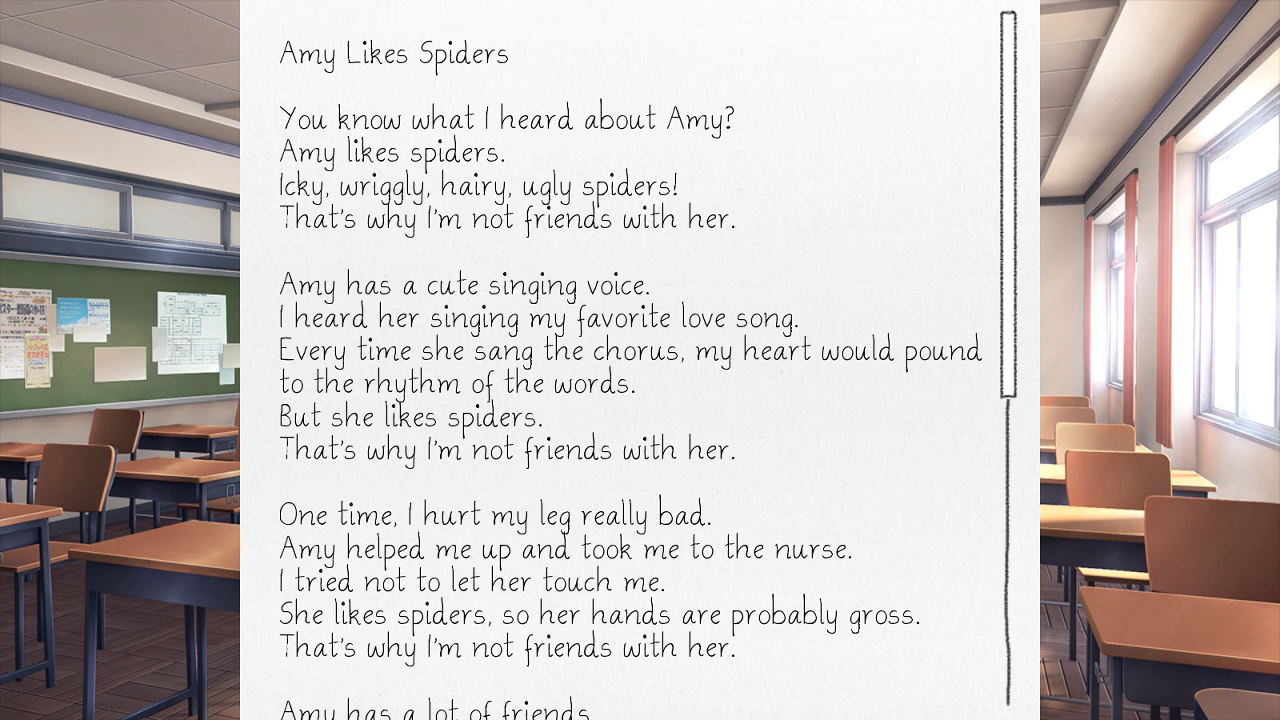 Amy Likes Spiders
You know what I heard about Amy?
Amy likes spiders.
Icky, wriggly, hairy, ugly spiders!
That's why I'm not friends with her.
Amy has a cute singing voice.
I heard her singing my favorite love song.
Every time she sang the chorus, my heart would pound
to the rhythm of the words.
But she likes spiders.
That's why I'm not friends with her.
One time, I hurt my leg really bad.
Amy helped me up and took me to the nurse.
I tried not to let her touch me.
She likes spiders, so her hands are probably gross.
That's why I'm not friends with her.
Amy has a lot of friends